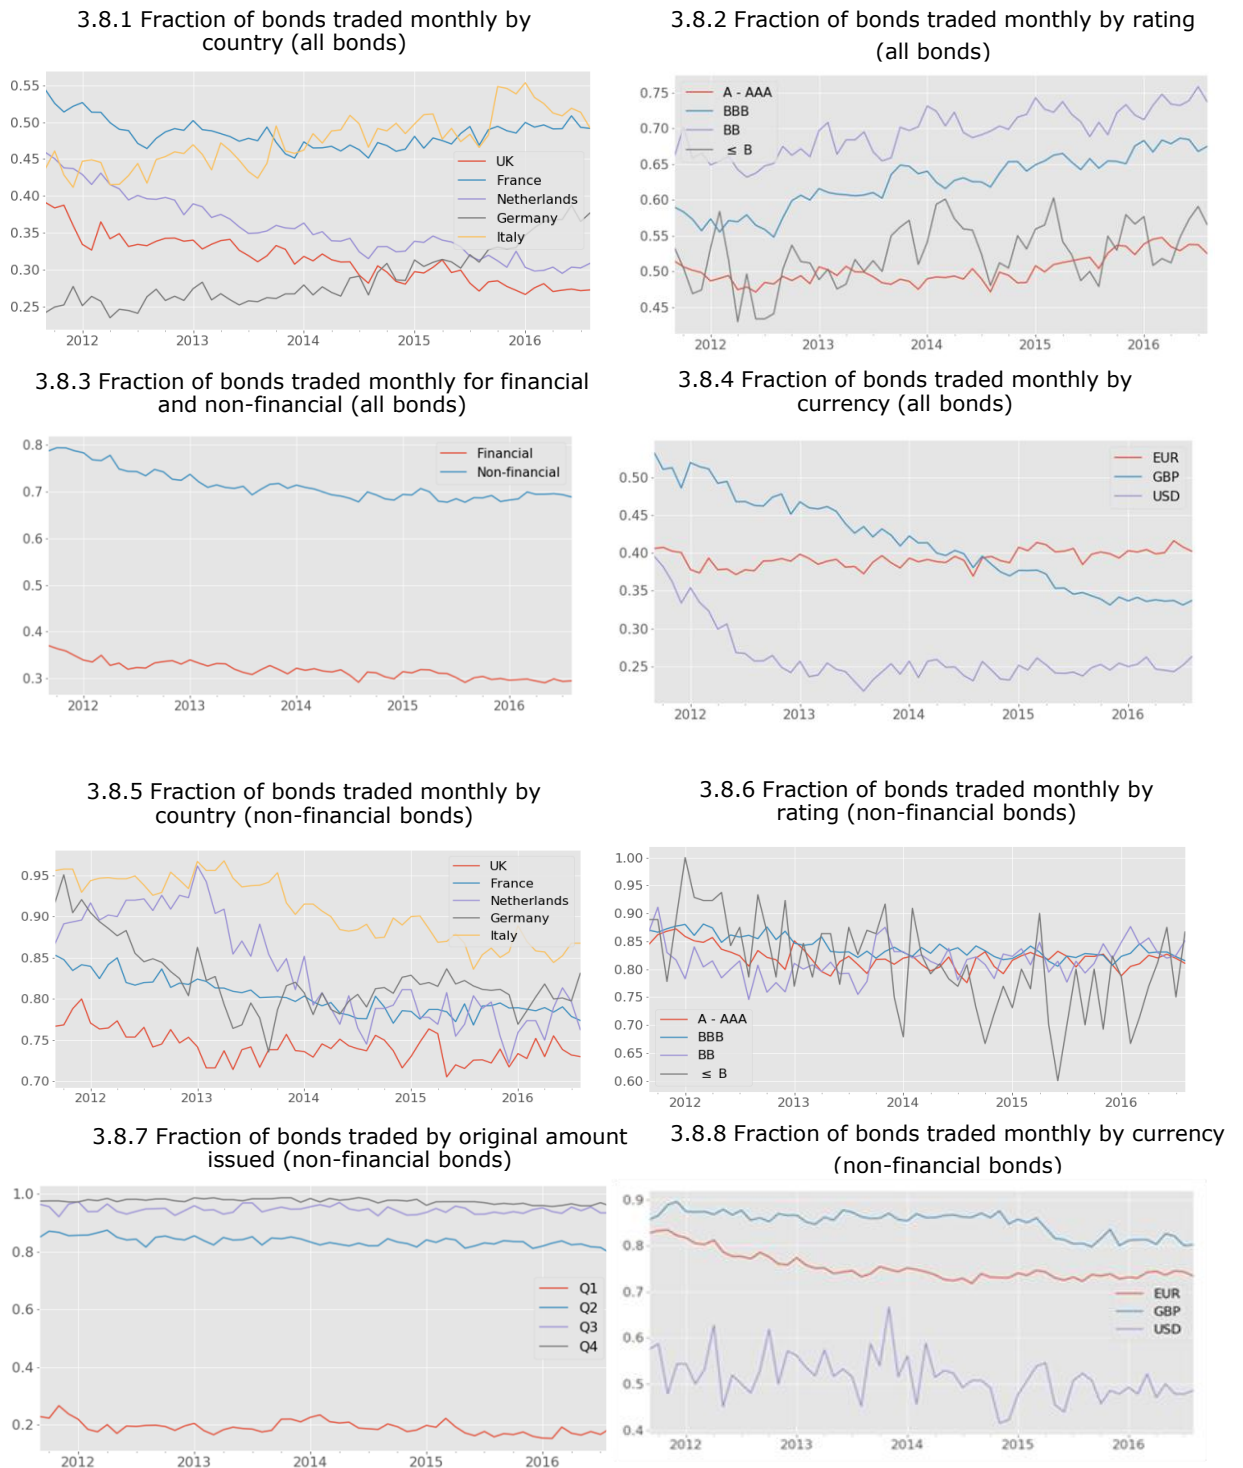 3.8.1 Fraction of bonds traded monthly by
country (all bonds)
0.55
0.50
0.45
0.40
0.35
0.30
0.25
UK
France
Netherlands
Germany
Italy
2012 2013 2014 2015 2016
3.8.2 Fraction of bonds traded monthly by rating
(all bonds)
0.75
0.70
0.65
0.60
0.55
0.50
0.45
A - AAA
BBB
BB
≤ B
2012 2013 2014 2015 2016
3.8.3 Fraction of bonds traded monthly for financial
and non-financial (all bonds)
0.8
0.7
0.6
0.5
0.4
0.3
Financial
Non-financial
2012 2013 2014 2015 2016
3.8.4 Fraction of bonds traded monthly by
currency (all bonds)
0.50
0.45
0.40
0.35
0.30
0.25
EUR
GBP
USD
2012 2013 2014 2015 2016
3.8.5 Fraction of bonds traded monthly by
country (non-financial bonds)
0.95
0.90
0.85
0.80
0.75
0.70
UK
France
Netherlands
Germany
Italy
2012 2013 2014 2015 2016
3.8.6 Fraction of bonds traded monthly by
rating (non-financial bonds)
1.00
0.95
0.90
0.85
0.80
0.75
0.70
0.65
0.60
A - AAA
BBB
BB
≤ B
2012 2013 2014 2015 2016
3.8.7 Fraction of bonds traded by original amount
issued (non-financial bonds)
1.0
0.8
0.6
0.4
0.2
Q1
Q2
Q3
Q4
2012 2013 2014 2015 2016
3.8.8 Fraction of bonds traded monthly by currency
(non-financial bonds)
0.9
0.8
0.7
0.6
0.5
0.4
EUR
GBP
USD
2012 2013 2014 2015 2016